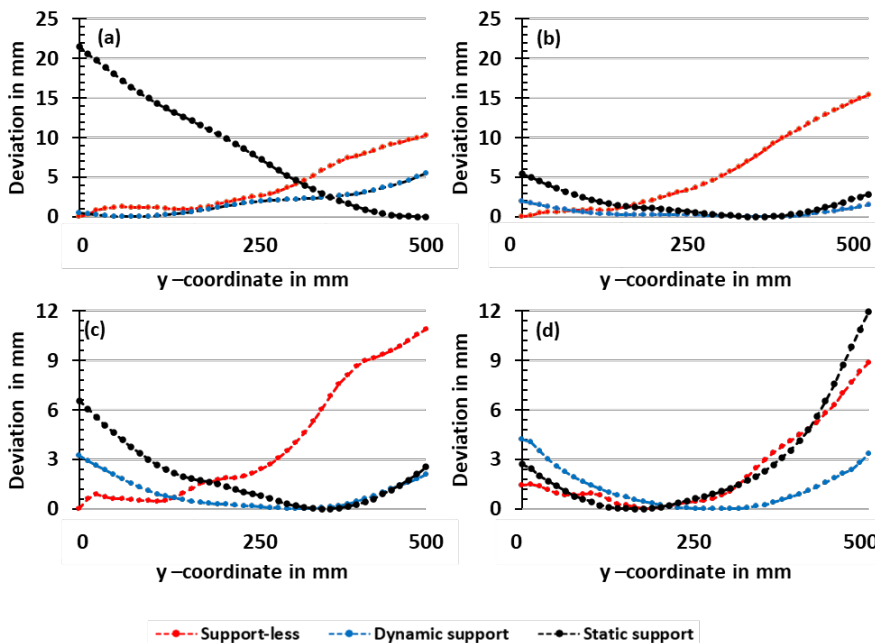 (a)
Deviation in mm
25
20
15
10
5
0
0 250 500
y –coordinate in mm
(b)
Deviation in mm
25
20
15
10
5
0
0 250 500
y –coordinate in mm
(c)
Deviation in mm
12
9
6
3
0
0 250 500
y –coordinate in mm
(d)
Deviation in mm
12
9
6
3
0
0 250 500
y –coordinate in mm
Support-less Dynamic support Static support